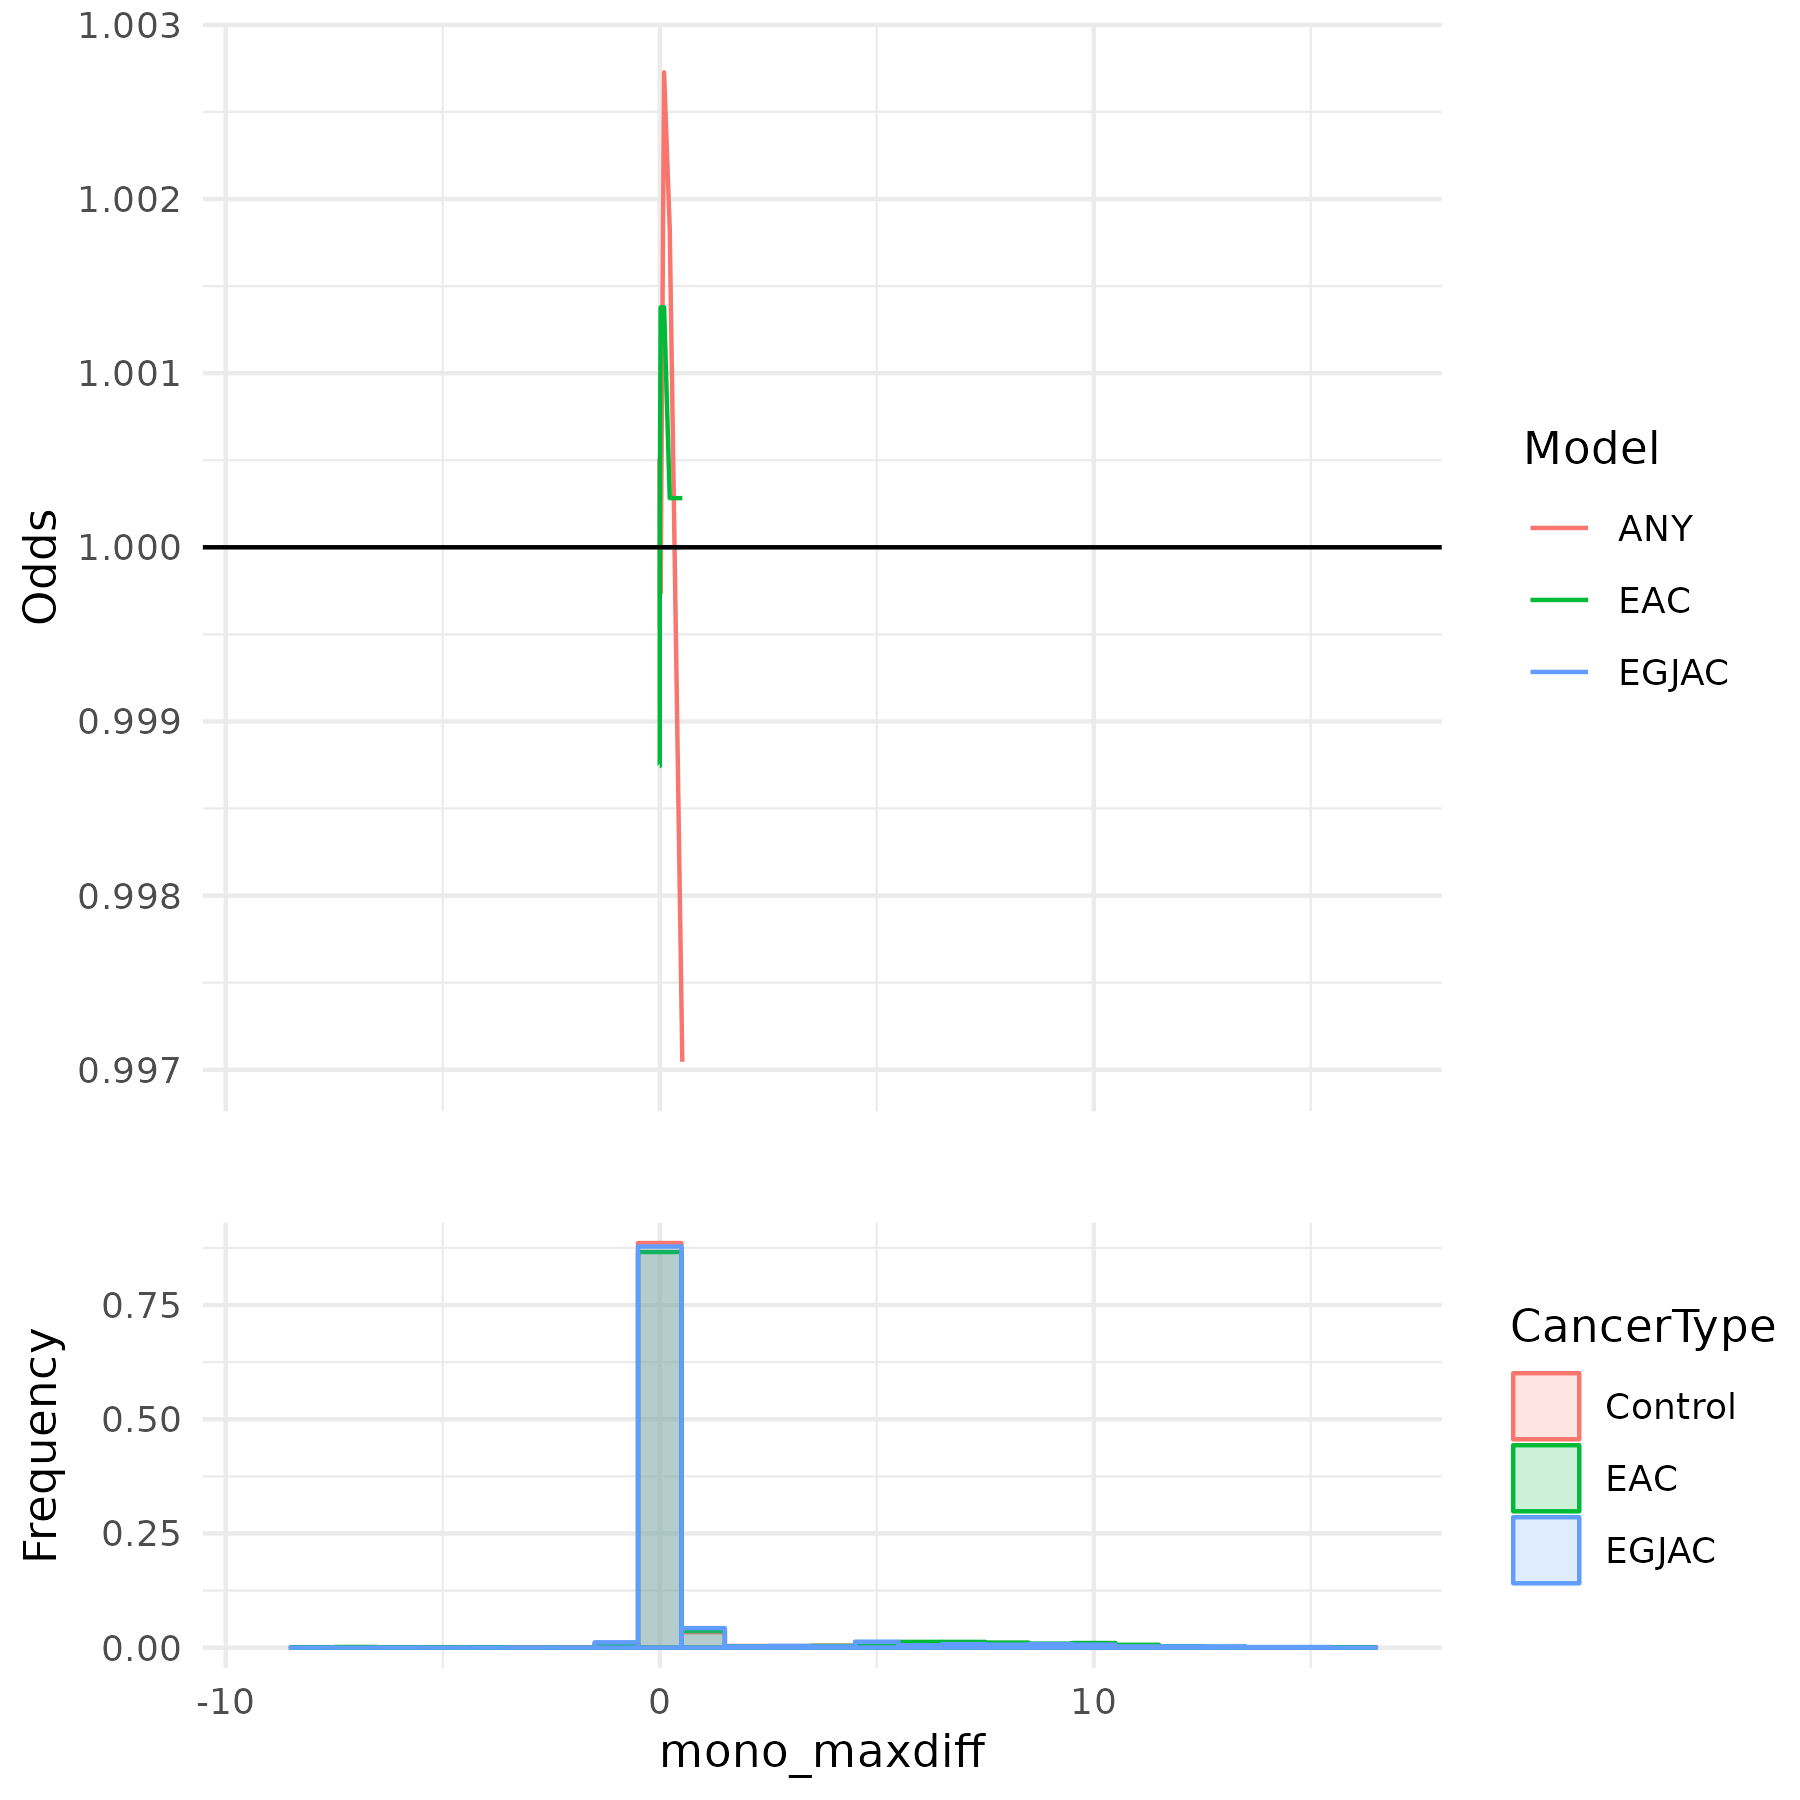 1.003
1.002
1.001
1.000
0.999
0.998
0.997
Odds
Model
ANY
EAC
EGJAC
0.75
0.50
0.25
0.00
Frequency
-10
0
10
mono_maxdiff
CancerType
Control
EAC
EGJAC